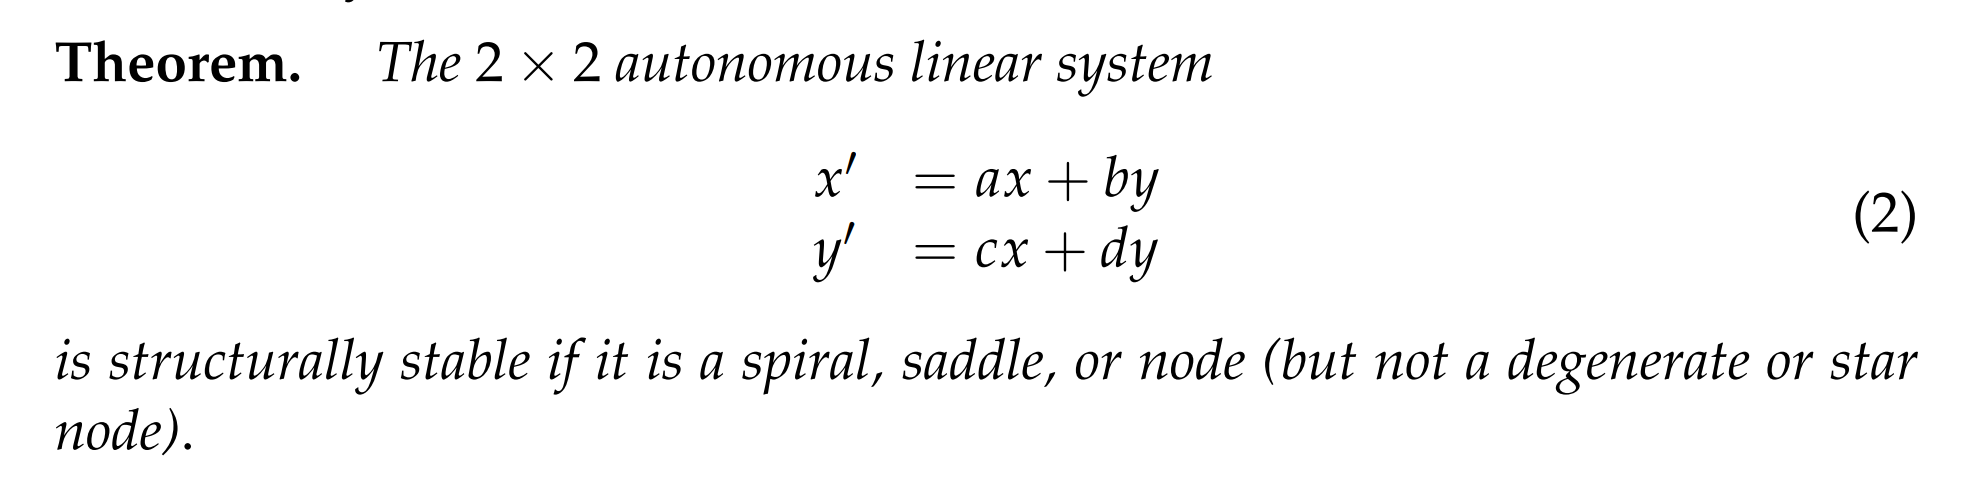 Theorem. The 2 × 2 autonomous linear system
x′ = ax + by
(2)
y′ = cx + dy
is structurally stable if it is a spiral, saddle, or node (but not a degenerate or star
node).